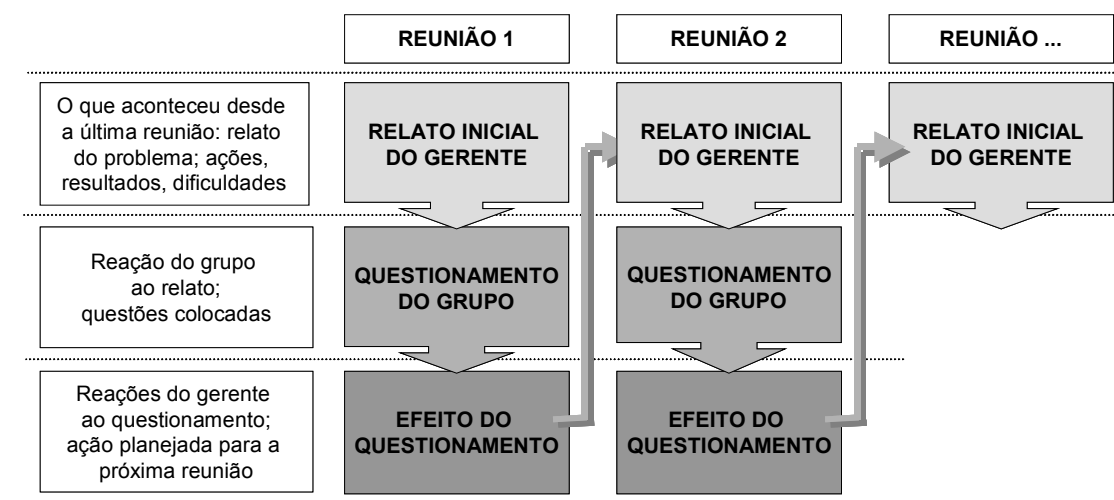 REUNIÃO 1
REUNIÃO 2
REUNIÃO ...
O que aconteceu desde
a última reunião: relato
do problema; ações,
resultados, dificuldades
RELATO INICIAL
DO GERENTE
RELATO INICIAL
DO GERENTE
RELATO INICIAL
DO GERENTE
Reação do grupo
ao relato;
questões colocadas
QUESTIONAMENTO
DO GRUPO
QUESTIONAMENTO
DO GRUPO
Reações do gerente
ao questionamento;
ação planejada para a
próxima reunião
EFEITO DO
QUESTIONAMENTO
EFEITO DO
QUESTIONAMENTO